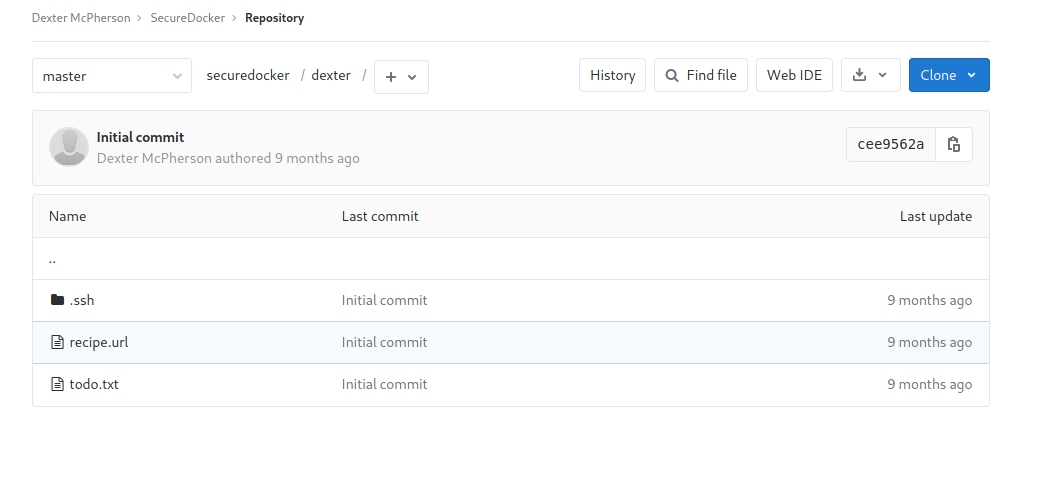 Dexter McPherson > SecureDocker > Repository
master securedocker / dexter / + History Find file Web IDE Clone
Initial commit
Dexter McPherson authored 9 months ago
cee9562a
Name Last commit Last update
..
.ssh Initial commit 9 months ago
recipe.url Initial commit 9 months ago
todo.txt Initial commit 9 months ago